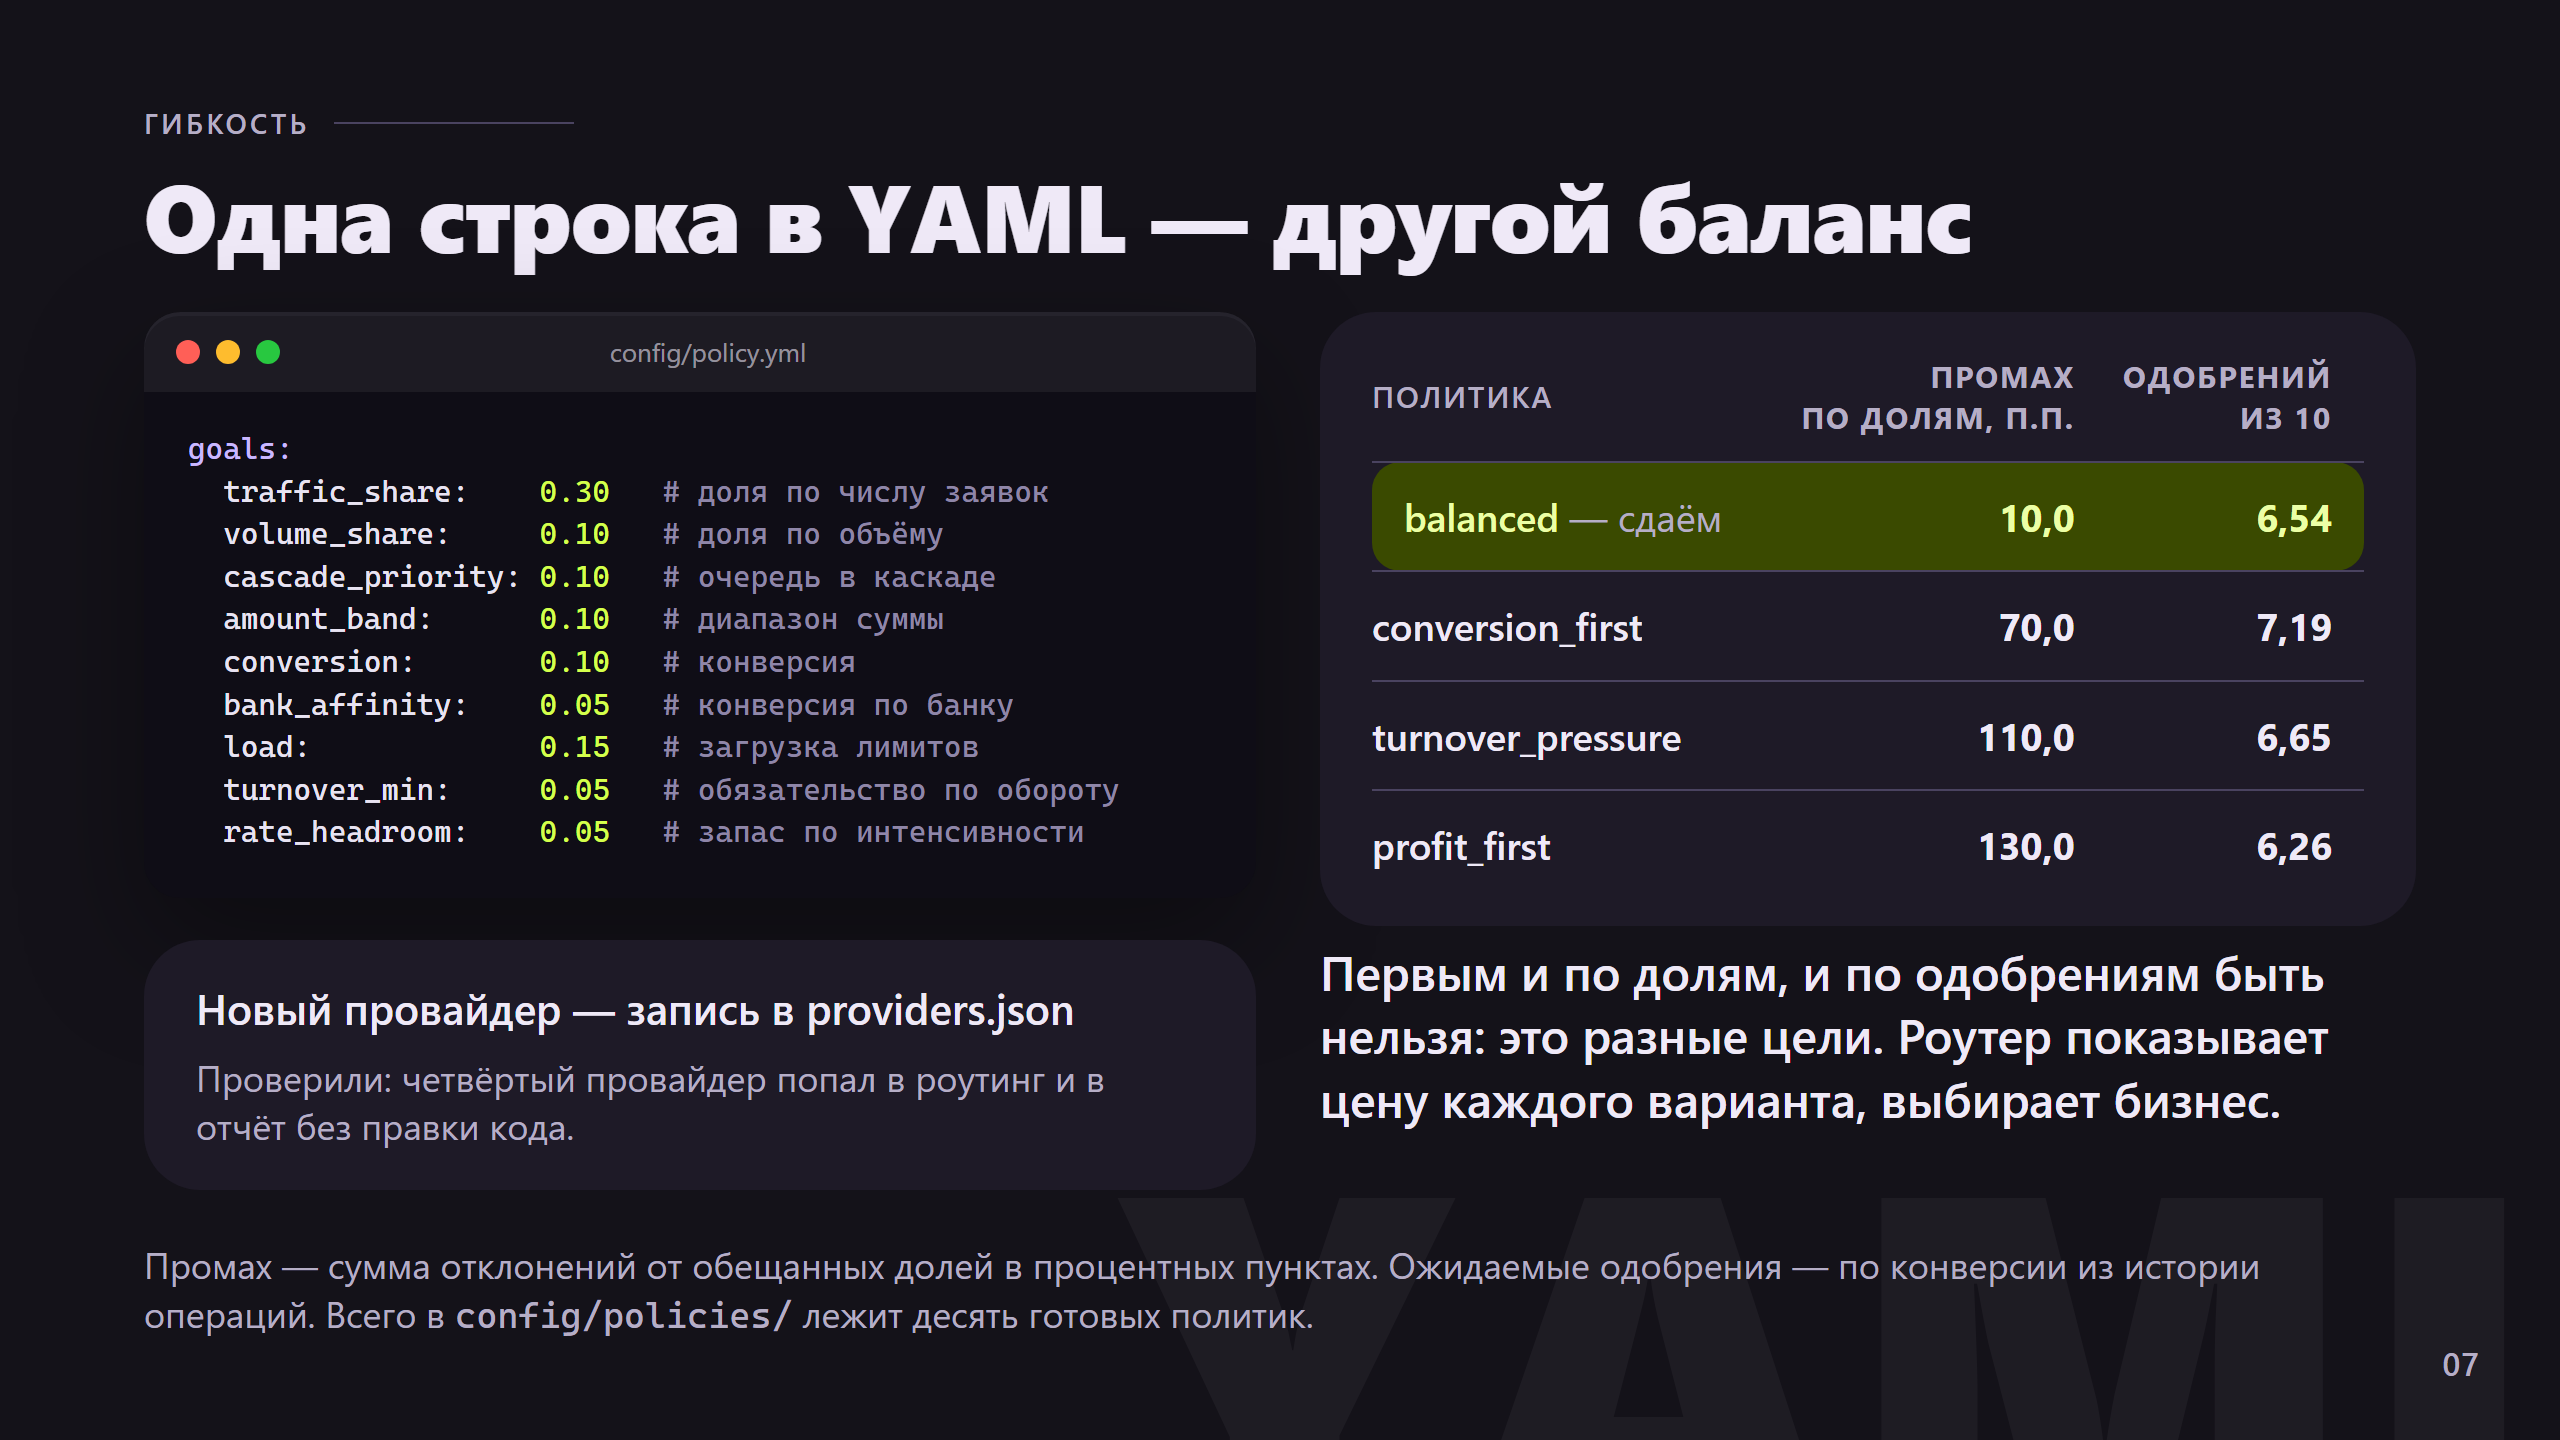 ГИБКОСТЬ
Одна строка в YAML — другой баланс
config/policy.yml
goals:
traffic_share: 0.30 # доля по числу заявок
volume_share: 0.10 # доля по объёму
cascade_priority: 0.10 # очередь в каскаде
amount_band: 0.10 # диапазон суммы
conversion: 0.10 # конверсия
bank_affinity: 0.05 # конверсия по банку
load: 0.15 # загрузка лимитов
turnover_min: 0.05 # обязательство по обороту
rate_headroom: 0.05 # запас по интенсивности
Новый провайдер — запись в providers.json
Проверили: четвёртый провайдер попал в роутинг и в
отчёт без правки кода.
ПОЛИТИКА ПРОМАХ ПО ДОЛЯМ, П.П. ОДОБРЕНИЙ ИЗ 10
balanced — сдаём 10,0 6,54
conversion_first 70,0 7,19
turnover_pressure 110,0 6,65
profit_first 130,0 6,26
Первым и по долям, и по одобрениям быть
нельзя: это разные цели. Роутер показывает
цену каждого варианта, выбирает бизнес.
Промах — сумма отклонений от обещанных долей в процентных пунктах. Ожидаемые одобрения — по конверсии из истории
операций. Всего в config/policies/ лежит десять готовых политик.
YAML
07